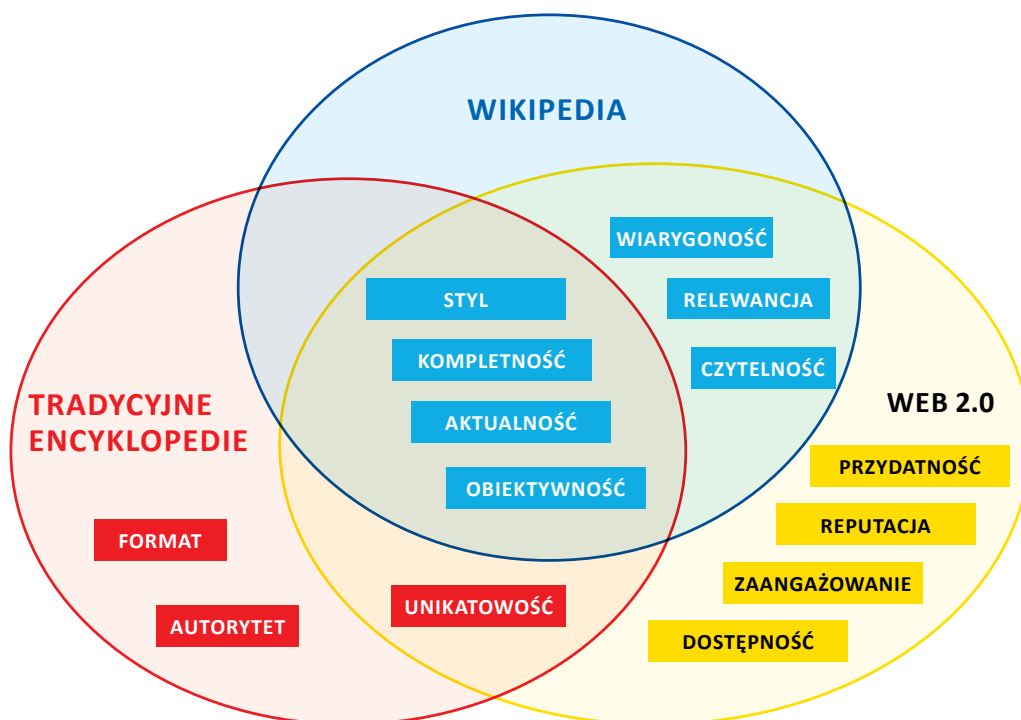 WIKIPEDIA
WIARYGONOŚĆ
STYL
RELEWANCJA
KOMPLETNOŚĆ
CZYTELNOŚĆ
TRADYCYJNE
ENCYKLOPEDIE
WEB 2.0
AKTUALNOŚĆ
PRZYDATNOŚĆ
OBIEKTYWNOŚĆ
REPUTACJA
FORMAT
ZAANGAŻOWANIE
UNIKATOWOŚĆ
AUTORYTET
DOSTĘPNOŚĆ